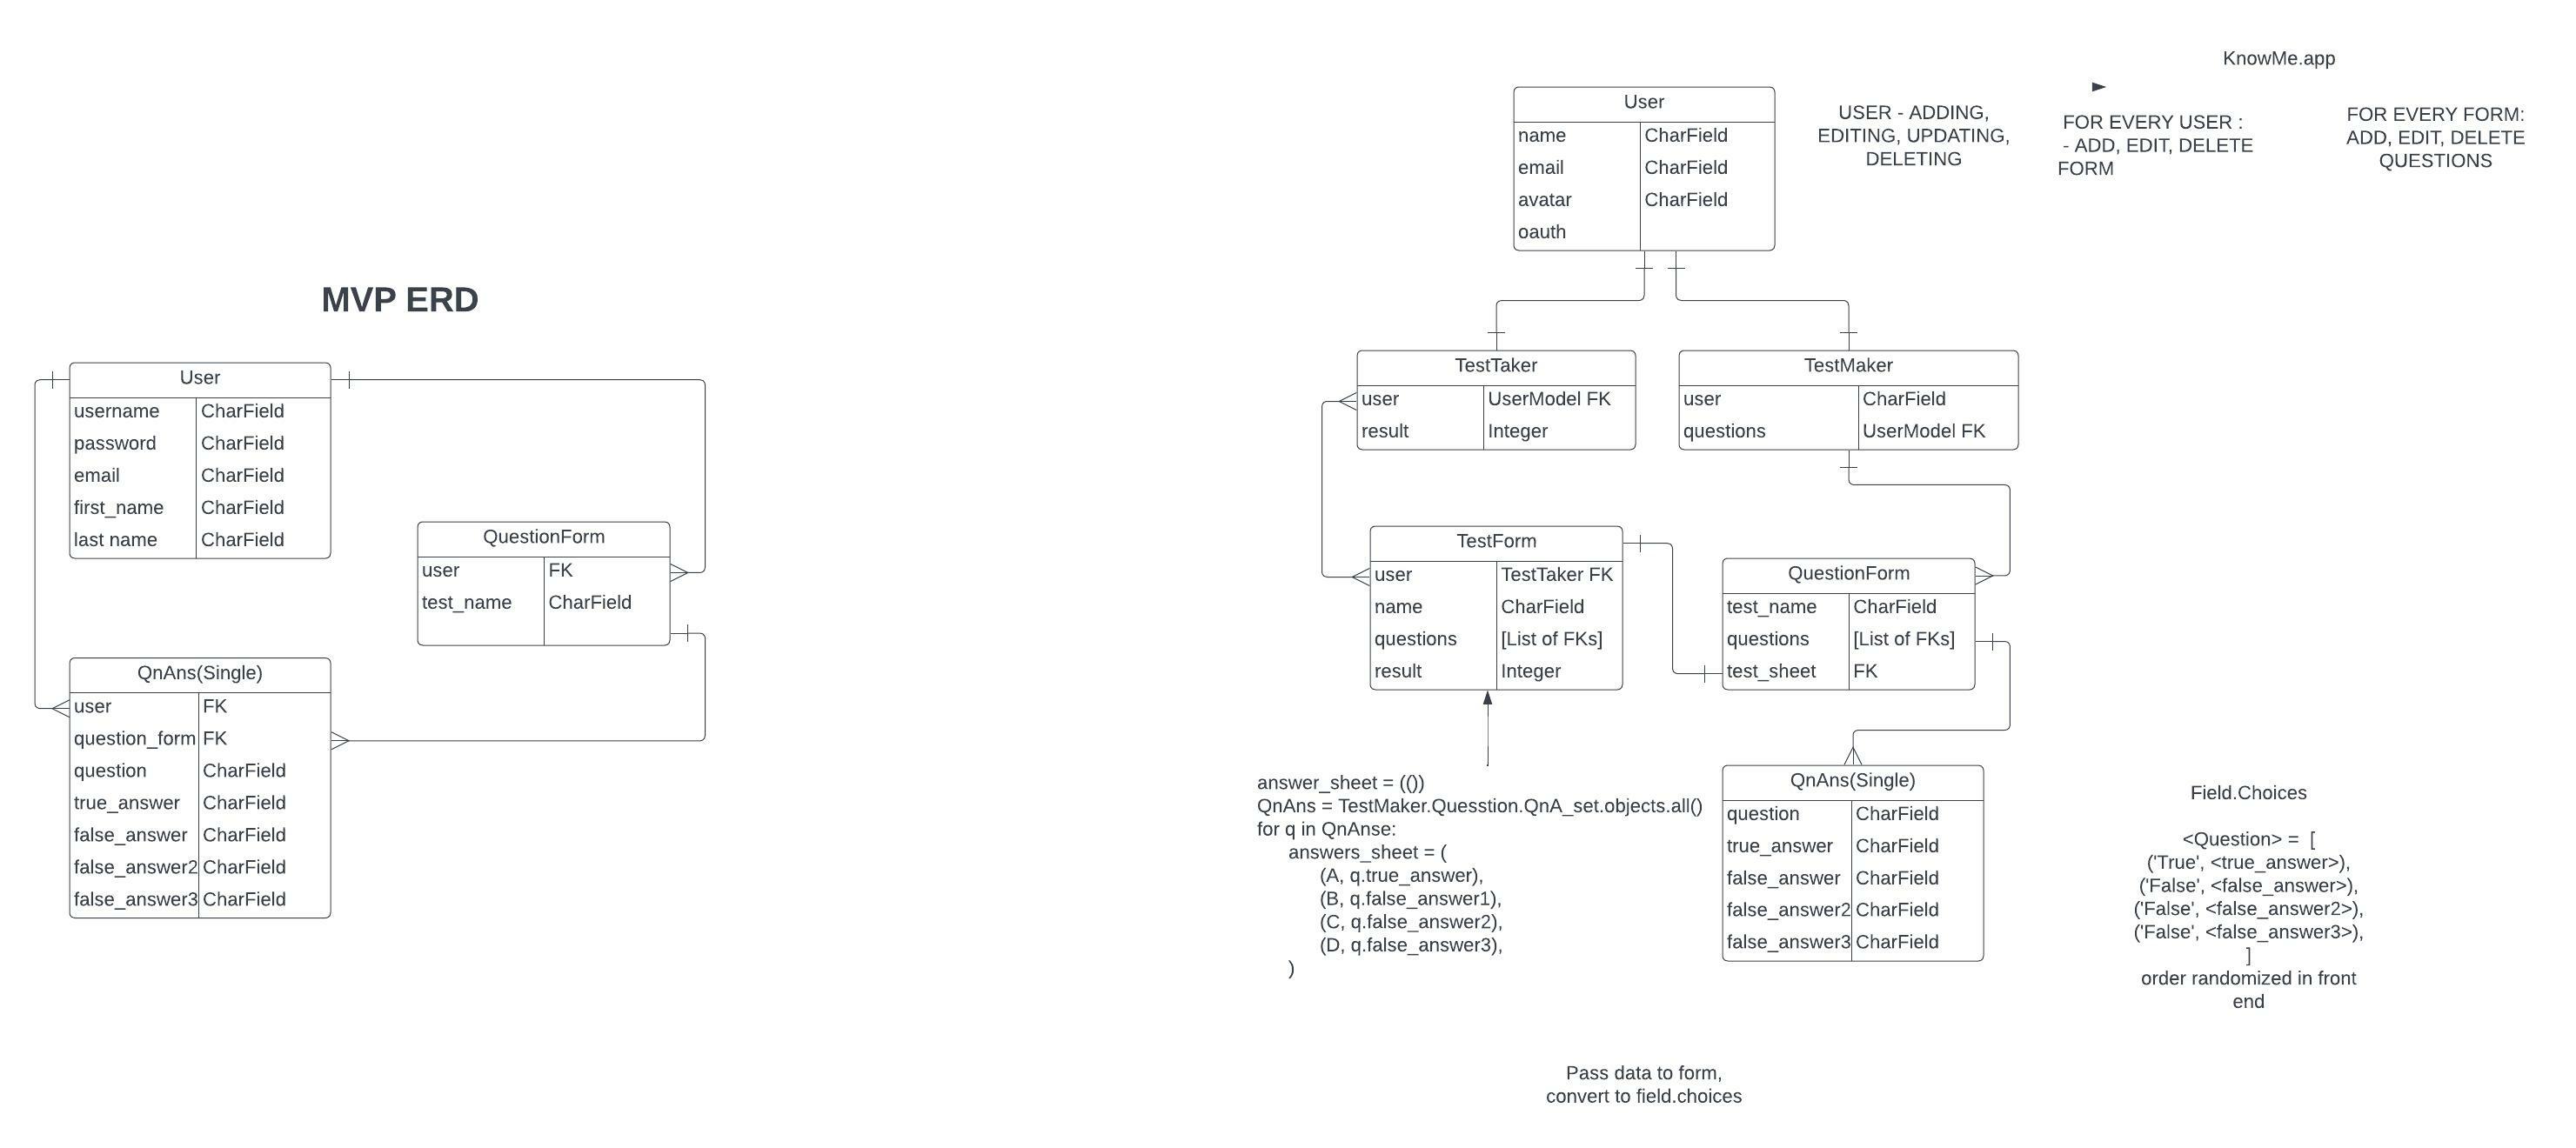 MVP ERD
User
username CharField
password CharField
email CharField
first_name CharField
last name CharField
QuestionForm
user FK
test_name CharField
QnAns(Single)
user FK
question_form FK
question CharField
true_answer CharField
false_answer CharField
false_answer2 CharField
false_answer3 CharField
KnowMe.app
User
name CharField
email CharField
avatar CharField
oauth
USER - ADDING,
EDITING, UPDATING,
DELETING
FOR EVERY USER :
- ADD, EDIT, DELETE
FORM
FOR EVERY FORM:
ADD, EDIT, DELETE
QUESTIONS
TestTaker
user UserModel FK
result Integer
TestMaker
user CharField
questions UserModel FK
TestForm
user TestTaker FK
name CharField
questions [List of FKs]
result Integer
QuestionForm
test_name CharField
questions [List of FKs]
test_sheet FK
answer_sheet = (())
QnAns = TestMaker.Quesstion.QnA_set.objects.all()
for q in QnAnse:
answers_sheet = (
(A, q.true_answer),
(B, q.false_answer1),
(C, q.false_answer2),
(D, q.false_answer3),
)
QnAns(Single)
question CharField
true_answer CharField
false_answer CharField
false_answer2 CharField
false_answer3 CharField
Field.Choices
<Question> = [
('True', <true_answer>),
('False', <false_answer>),
('False', <false_answer2>),
('False', <false_answer3>),
]
order randomized in front
end
Pass data to form,
convert to field.choices